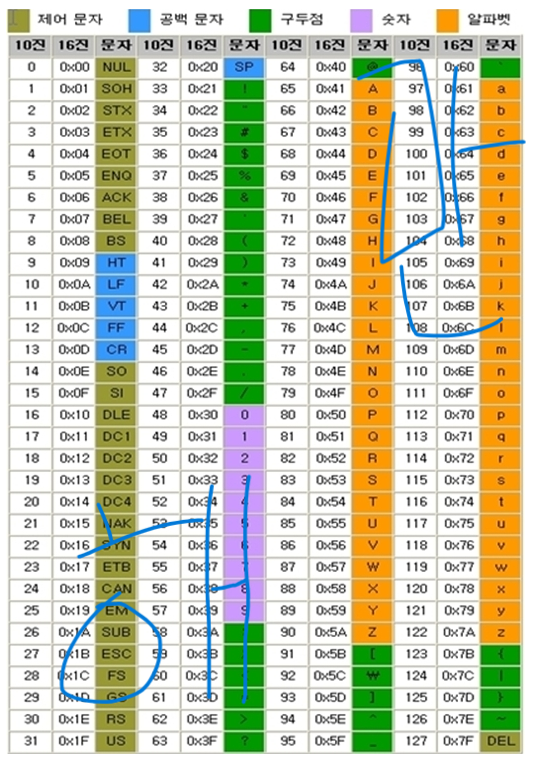 제어 문자 공백 문자 구두점 숫자 알파벳
10진 16진 문자 10진 16진 문자 10진 16진 문자 10진 16진 문자
0 0x00 NUL 32 0x20 SP 64 0x40 @ 96 0x60 `
1 0x01 SOH 33 0x21 ! 65 0x41 A 97 0x61 a
2 0x02 STX 34 0x22 " 66 0x42 B 98 0x62 b
3 0x03 ETX 35 0x23 # 67 0x43 C 99 0x63 c
4 0x04 EOT 36 0x24 $ 68 0x44 D 100 0x64 d
5 0x05 ENQ 37 0x25 % 69 0x45 E 101 0x65 e
6 0x06 ACK 38 0x26 & 70 0x46 F 102 0x66 f
7 0x07 BEL 39 0x27 ' 71 0x47 G 103 0x67 g
8 0x08 BS 40 0x28 ( 72 0x48 H 104 0x68 h
9 0x09 HT 41 0x29 ) 73 0x49 I 105 0x69 i
10 0x0A LF 42 0x2A * 74 0x4A J 106 0x6A j
11 0x0B VT 43 0x2B + 75 0x4B K 107 0x6B k
12 0x0C FF 44 0x2C , 76 0x4C L 108 0x6C l
13 0x0D CR 45 0x2D - 77 0x4D M 109 0x6D m
14 0x0E SO 46 0x2E . 78 0x4E N 110 0x6E n
15 0x0F SI 47 0x2F / 79 0x4F O 111 0x6F o
16 0x10 DLE 48 0x30 0 80 0x50 P 112 0x70 p
17 0x11 DC1 49 0x31 1 81 0x51 Q 113 0x71 q
18 0x12 DC2 50 0x32 2 82 0x52 R 114 0x72 r
19 0x13 DC3 51 0x33 3 83 0x53 S 115 0x73 s
20 0x14 DC4 52 0x34 4 84 0x54 T 116 0x74 t
21 0x15 NAK 53 0x35 5 85 0x55 U 117 0x75 u
22 0x16 SYN 54 0x36 6 86 0x56 V 118 0x76 v
23 0x17 ETB 55 0x37 7 87 0x57 W 119 0x77 w
24 0x18 CAN 56 0x38 8 88 0x58 X 120 0x78 x
25 0x19 EM 57 0x39 9 89 0x59 Y 121 0x79 y
26 0x1A SUB 58 0x3A 90 0x5A Z 122 0x7A z
27 0x1B ESC 59 0x3B 91 0x5B [ 123 0x7B {
28 0x1C FS 60 0x3C 92 0x5C ₩ 124 0x7C |
29 0x1D GS 61 0x3D 93 0x5D ] 125 0x7D }
30 0x1E RS 62 0x3E > 94 0x5E ^ 126 0x7E ~
31 0x1F US 63 0x3F ? 95 0x5F _ 127 0x7F DEL
해
만